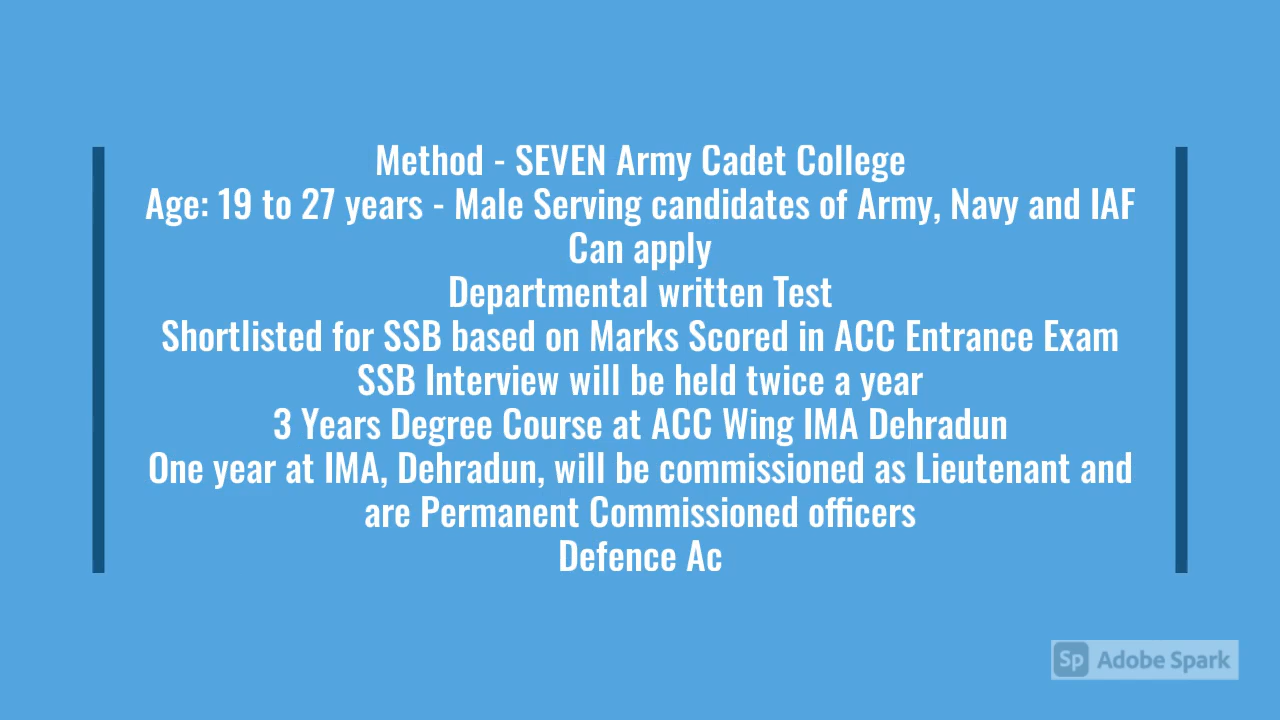 Method - SEVEN Army Cadet College
Age: 19 to 27 years - Male Serving candidates of Army, Navy and IAF
Can apply
Departmental written Test
Shortlisted for SSB based on Marks Scored in ACC Entrance Exam
SSB Interview will be held twice a year
3 Years Degree Course at ACC Wing IMA Dehradun
One year at IMA, Dehradun, will be commissioned as Lieutenant and
are Permanent Commissioned officers
Defence Ac
Sp Adobe Spark